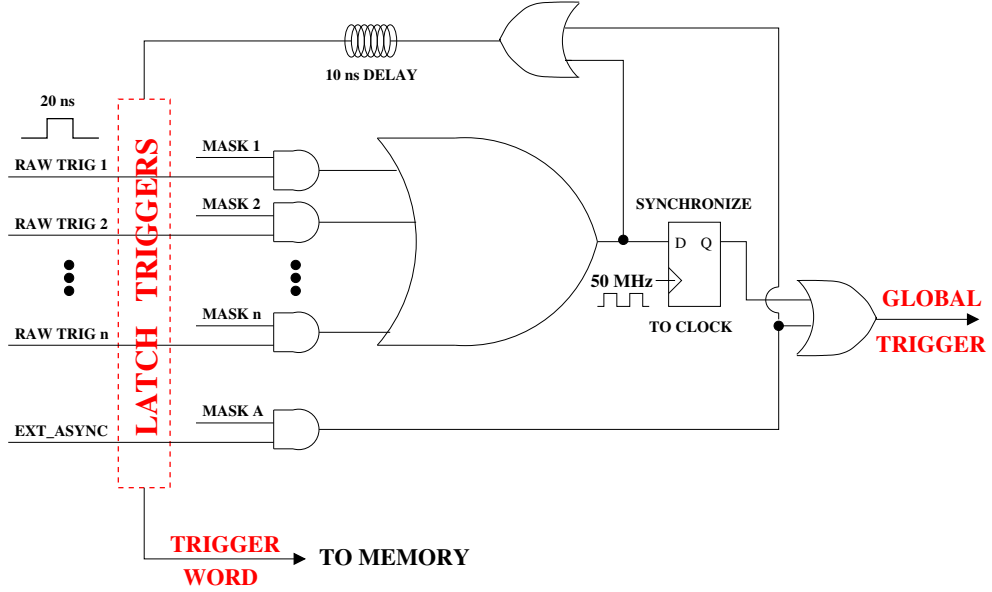 10 ns DELAY
20 ns
LATCH TRIGGERS
RAW TRIG 1
MASK 1
RAW TRIG 2
MASK 2
RAW TRIG n
MASK n
EXT_ASYNC
MASK A
SYNCHRONIZE
D Q
50 MHz
TO CLOCK
GLOBAL
TRIGGER
TRIGGER
WORD
TO MEMORY